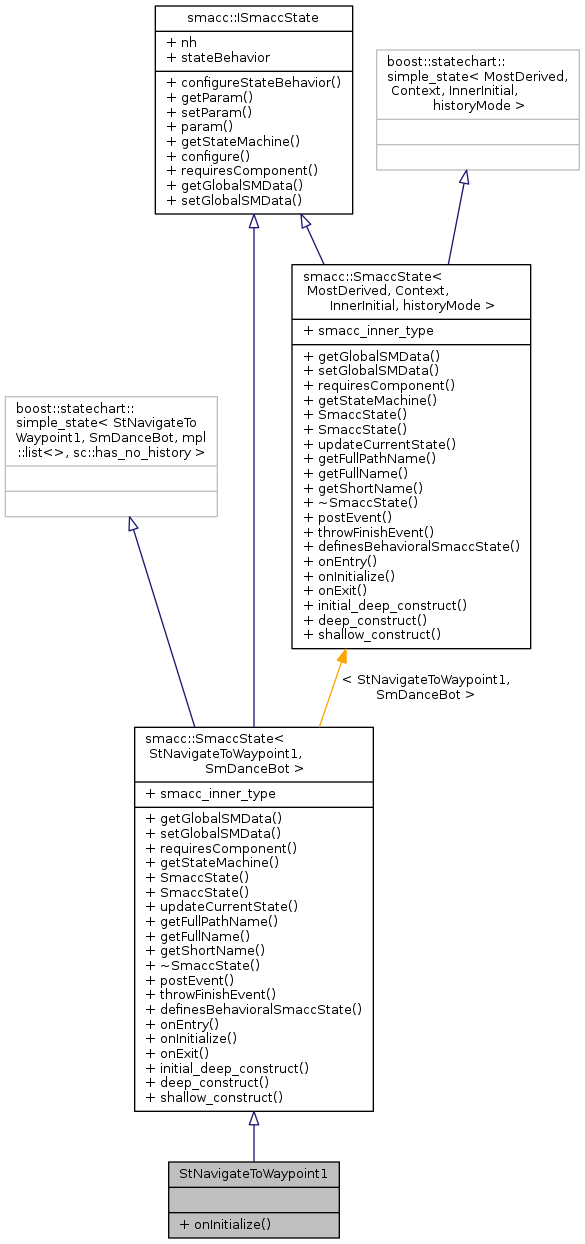 smacc::ISmaccState
+ nh
+ stateBehavior
+ configureStateBehavior()
+ getParam()
+ setParam()
+ param()
+ getStateMachine()
+ configure()
+ requiresComponent()
+ getGlobalSMData()
+ setGlobalSMData()
boost::statechart::
simple_state< MostDerived,
Context, InnerInitial,
historyMode >
smacc::SmaccState<
MostDerived, Context,
InnerInitial, historyMode >
+ smacc_inner_type
+ getGlobalSMData()
+ setGlobalSMData()
+ requiresComponent()
+ getStateMachine()
+ SmaccState()
+ SmaccState()
+ updateCurrentState()
+ getFullPathName()
+ getFullName()
+ getShortName()
+ ~SmaccState()
+ postEvent()
+ throwFinishEvent()
+ definesBehavioralSmaccState()
+ onEntry()
+ onInitialize()
+ onExit()
+ initial_deep_construct()
+ deep_construct()
+ shallow_construct()
boost::statechart::
simple_state< StNavigateTo
Waypoint1, SmDanceBot, mpl
::list<>, sc::has_no_history >
< StNavigateToWaypoint1,
SmDanceBot >
smacc::SmaccState<
StNavigateToWaypoint1,
SmDanceBot >
+ smacc_inner_type
+ getGlobalSMData()
+ setGlobalSMData()
+ requiresComponent()
+ getStateMachine()
+ SmaccState()
+ SmaccState()
+ updateCurrentState()
+ getFullPathName()
+ getFullName()
+ getShortName()
+ ~SmaccState()
+ postEvent()
+ throwFinishEvent()
+ definesBehavioralSmaccState()
+ onEntry()
+ onInitialize()
+ onExit()
+ initial_deep_construct()
+ deep_construct()
+ shallow_construct()
StNavigateToWaypoint1
+ onInitialize()